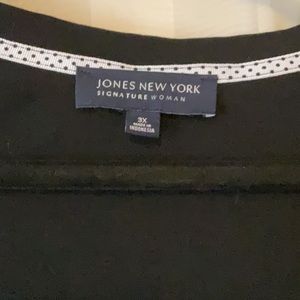 JONES NEW YORK
SIGNATURE WOMAN
3X
MADE IN
INDONESIA